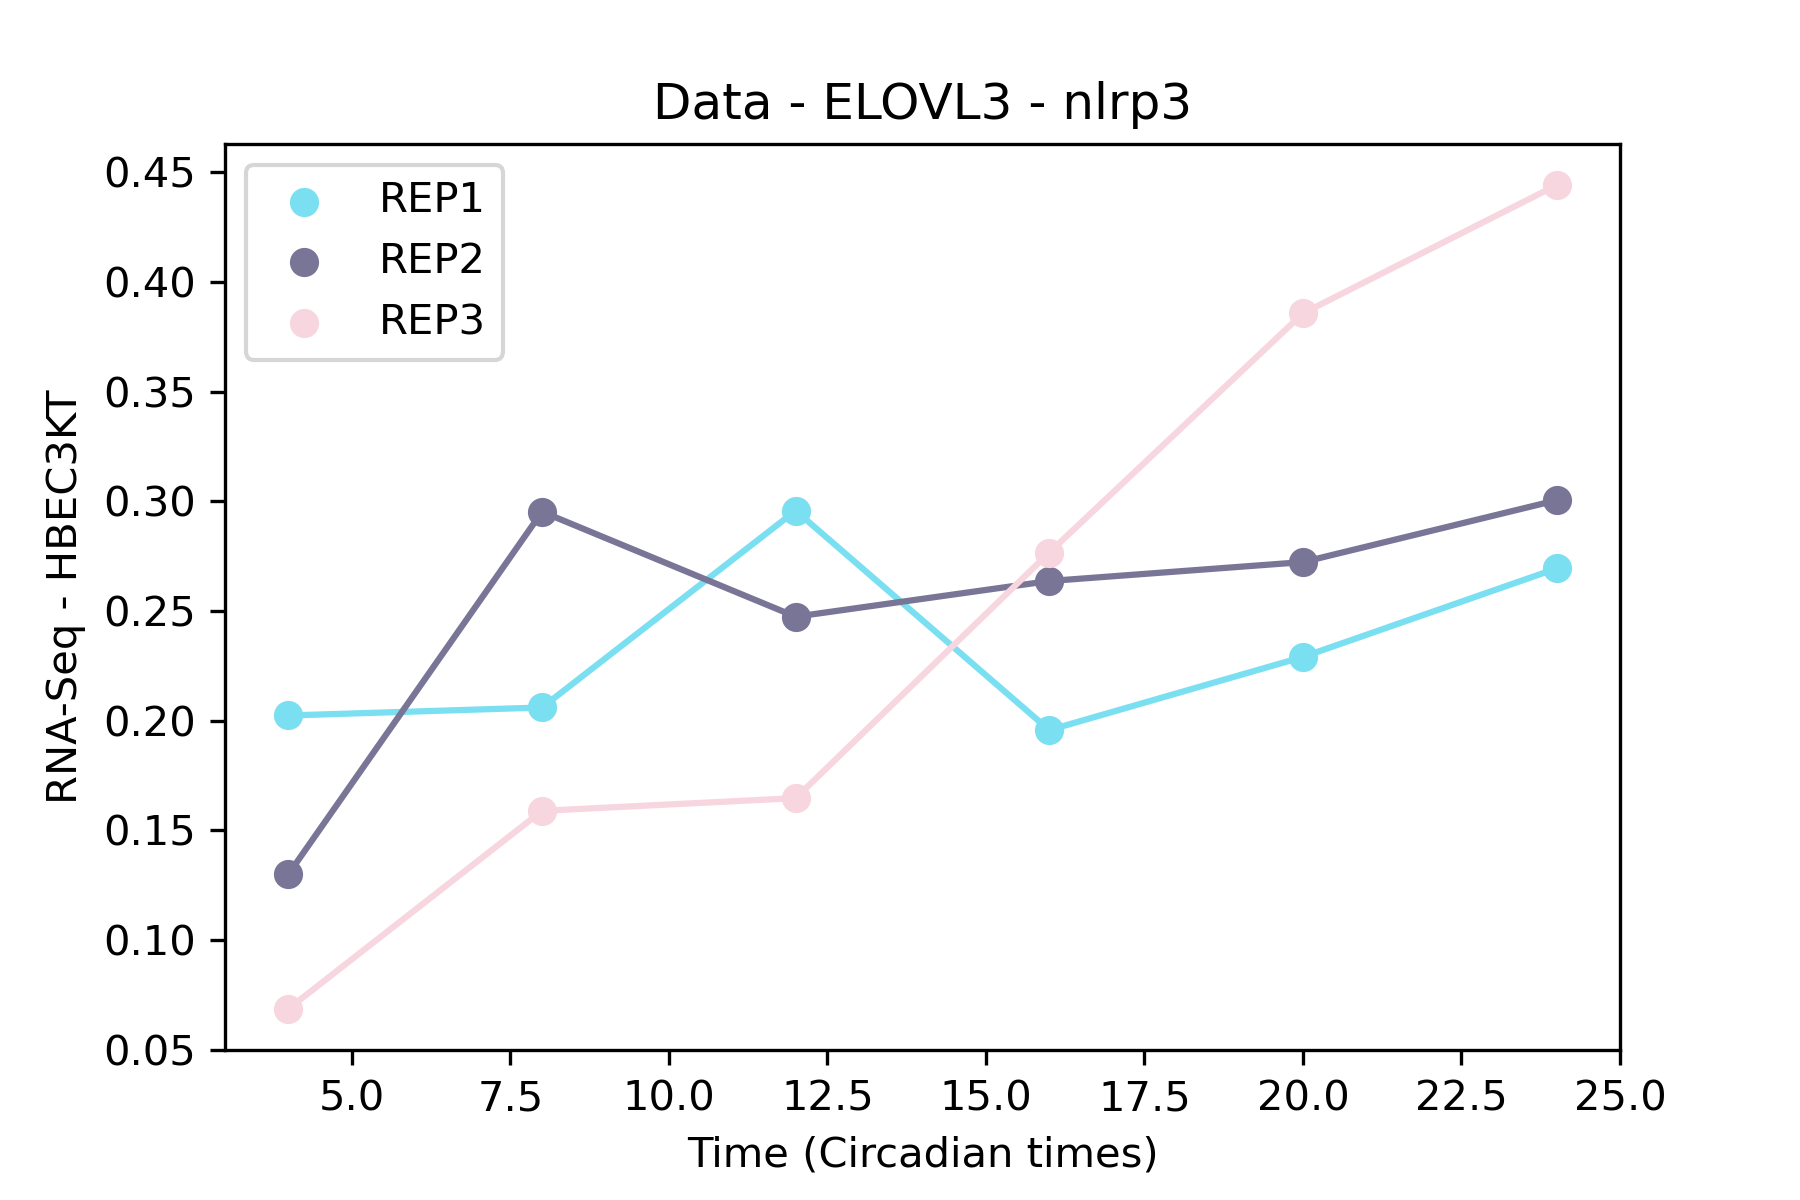 Data - ELOVL3 - nlrp3
REP1
REP2
REP3
RNA-Seq - HBEC3KT
0.45
0.40
0.35
0.30
0.25
0.20
0.15
0.10
0.05
5.0 7.5 10.0 12.5 15.0 17.5 20.0 22.5 25.0
Time (Circadian times)